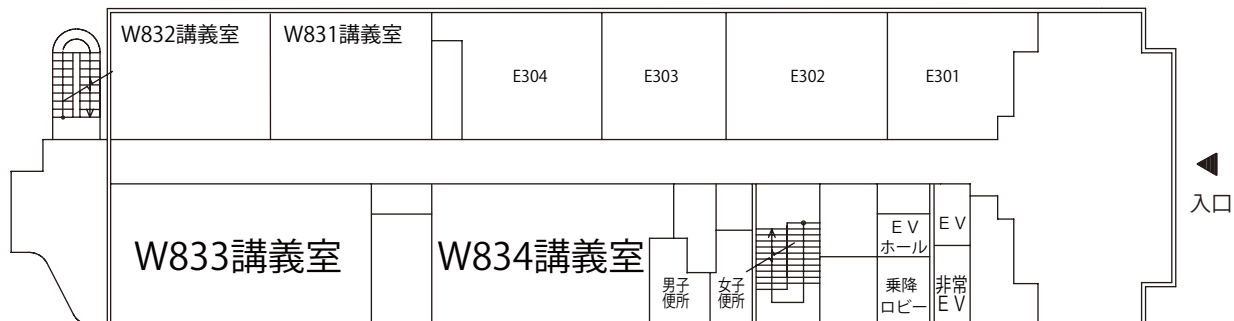 W832講義室
W831講義室
E304
E303
E302
E301
入口
W833講義室
W834講義室
男子
便所
女子
便所
ＥＶ
ホール
ＥＶ
乗降
ロビー
非常
ＥＶ